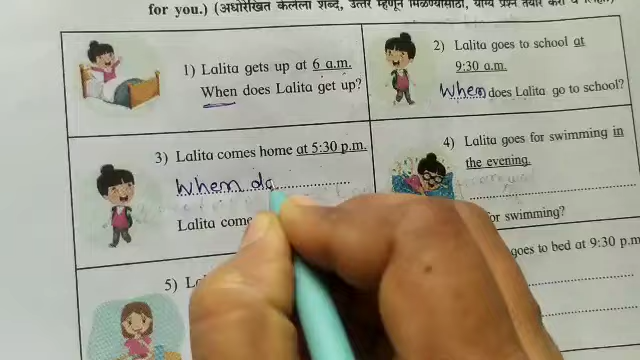 for you.) (अधोरेखित केलेला शब्द, उत्तर म्हणून मिळण्यासाठी, योग्य प्रश्न तयार करा व
1) Lalita gets up at 6 a.m.
When does Lalita get up?
2) Lalita goes to school at
9:30 a.m.
When does Lalita go to school?
3) Lalita comes home at 5:30 p.m.
When do
Lalita come
4) Lalita goes for swimming in
the evening.
or swimming?
5) L
goes to bed at 9:30 p.m